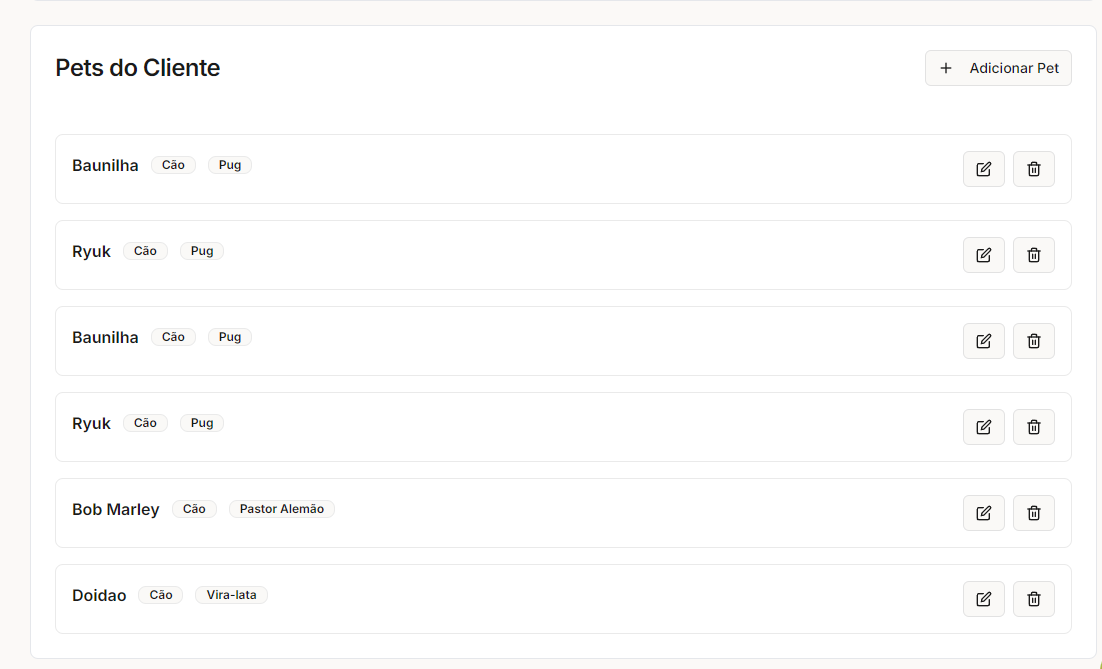 Pets do Cliente
Adicionar Pet
Baunilha Cão Pug
Ryuk Cão Pug
Baunilha Cão Pug
Ryuk Cão Pug
Bob Marley Cão Pastor Alemão
Doidao Cão Vira-lata